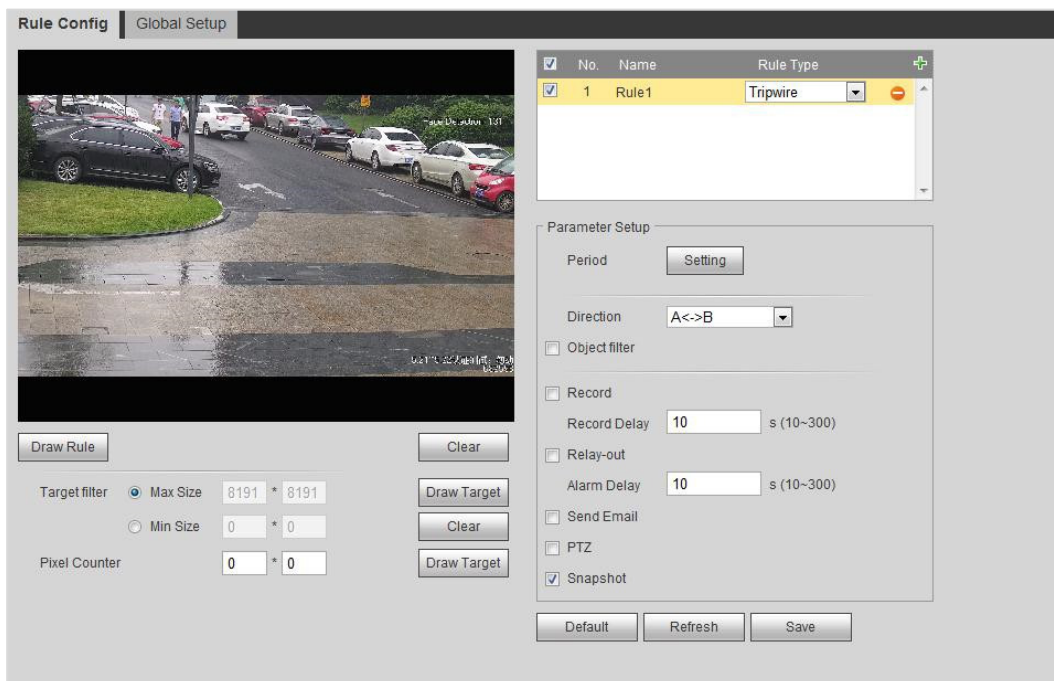 Rule Config Global Setup
No. Name Rule Type
1 Rule1 Tripwire
Parameter Setup
Period Setting
Direction A<->B
Object filter
Record
Record Delay 10 s (10~300)
Relay-out
Alarm Delay 10 s (10~300)
Send Email
PTZ
Snapshot
Default Refresh Save
Detection 131
Draw Rule Clear
Target filter Max Size 8191 * 8191 Draw Target
Min Size 0 * 0 Clear
Pixel Counter 0 * 0 Draw Target